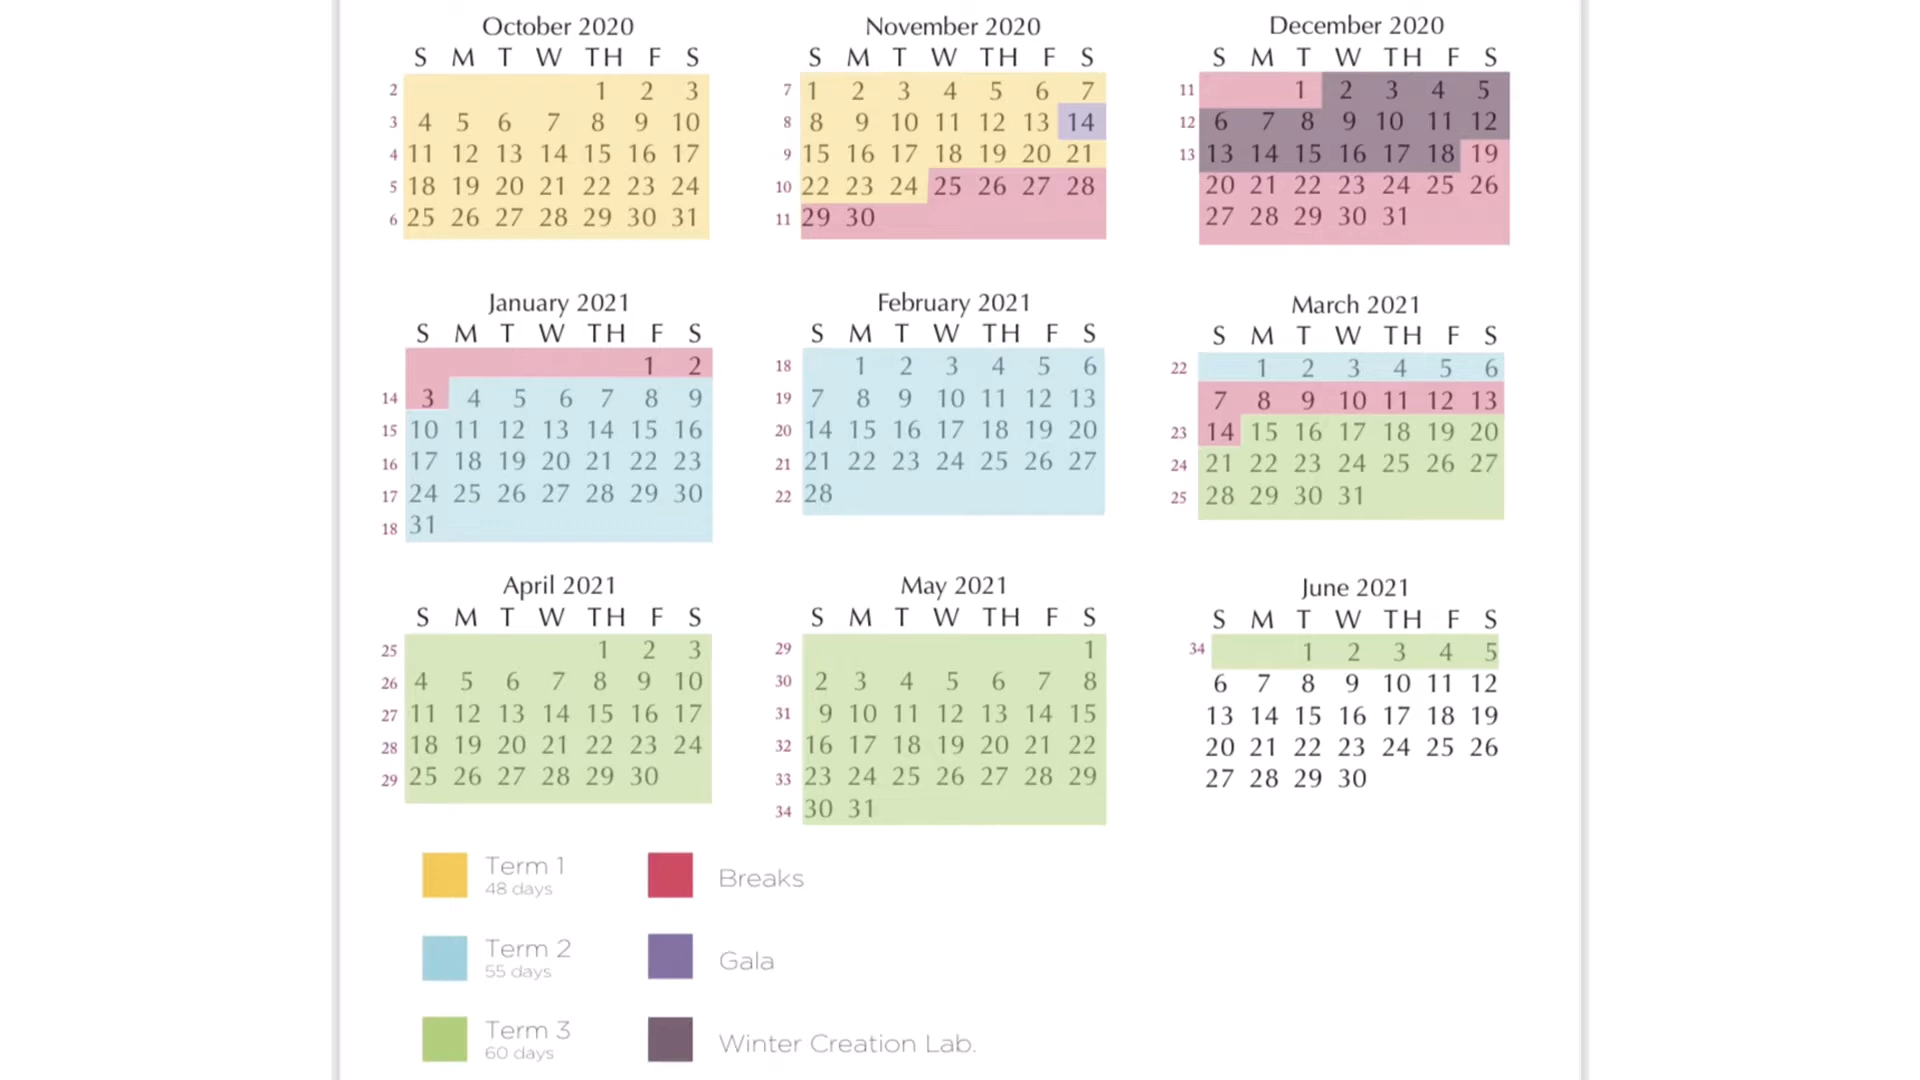 October 2020
S M T W TH F S
2 1 2 3
3 4 5 6 7 8 9 10
4 11 12 13 14 15 16 17
5 18 19 20 21 22 23 24
6 25 26 27 28 29 30 31
November 2020
S M T W TH F S
7 1 2 3 4 5 6 7
8 8 9 10 11 12 13 14
9 15 16 17 18 19 20 21
10 22 23 24 25 26 27 28
11 29 30
December 2020
S M T W TH F S
11 1 2 3 4 5
12 6 7 8 9 10 11 12
13 13 14 15 16 17 18 19
20 21 22 23 24 25 26
27 28 29 30 31
January 2021
S M T W TH F S
1 2
14 3 4 5 6 7 8 9
15 10 11 12 13 14 15 16
16 17 18 19 20 21 22 23
17 24 25 26 27 28 29 30
18 31
February 2021
S M T W TH F S
18 1 2 3 4 5 6
19 7 8 9 10 11 12 13
20 14 15 16 17 18 19 20
21 21 22 23 24 25 26 27
22 28
March 2021
S M T W TH F S
22 1 2 3 4 5 6
7 8 9 10 11 12 13
23 14 15 16 17 18 19 20
24 21 22 23 24 25 26 27
25 28 29 30 31
April 2021
S M T W TH F S
25 1 2 3
26 4 5 6 7 8 9 10
27 11 12 13 14 15 16 17
28 18 19 20 21 22 23 24
29 25 26 27 28 29 30
May 2021
S M T W TH F S
29 1
30 2 3 4 5 6 7 8
31 9 10 11 12 13 14 15
32 16 17 18 19 20 21 22
33 23 24 25 26 27 28 29
34 30 31
June 2021
S M T W TH F S
34 1 2 3 4 5
6 7 8 9 10 11 12
13 14 15 16 17 18 19
20 21 22 23 24 25 26
27 28 29 30
Term 1
48 days
Breaks
Term 2
55 days
Gala
Term 3
60 days
Winter Creation Lab.